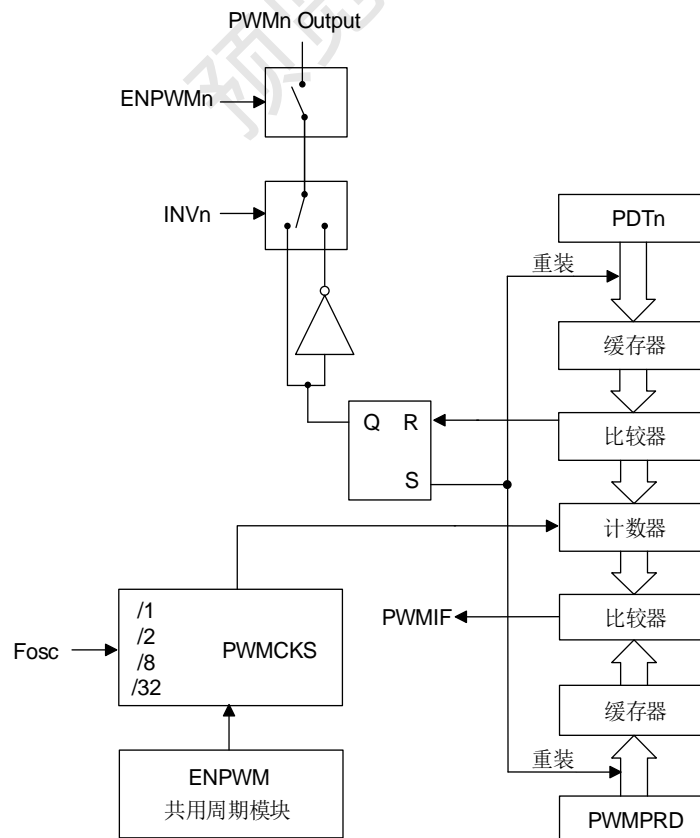 预览
PWMn Output
ENPWMn
INVn
PDTn
重装
缓存器
Q R
比较器
S
计数器
/1
/2
/8
/32
PWMCKS
Fosc
PWMIF
比较器
缓存器
ENPWM
共用周期模块
重装
PWMPRD